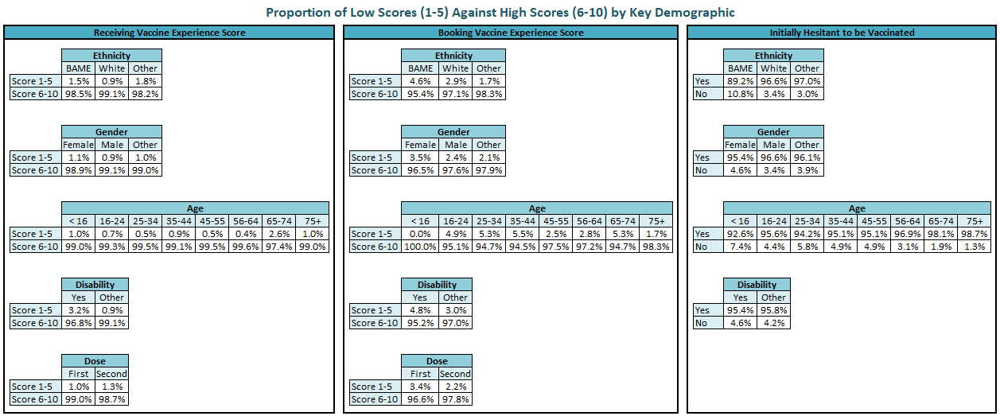 Proportion of Low Scores (1-5) Against High Scores (6-10) by Key Demographic
Receiving Vaccine Experience Score
Ethnicity
BAME White Other
Score 1-5 1.5% 0.9% 1.8%
Score 6-10 98.5% 99.1% 98.2%
Gender
Female Male Other
Score 1-5 1.1% 0.9% 1.0%
Score 6-10 98.9% 99.1% 99.0%
Age
< 16 16-24 25-34 35-44 45-55 56-64 65-74 75+
Score 1-5 1.0% 0.7% 0.5% 0.9% 0.5% 0.4% 2.6% 1.0%
Score 6-10 99.0% 99.3% 99.5% 99.1% 99.5% 99.6% 97.4% 99.0%
Disability
Yes Other
Score 1-5 3.2% 0.9%
Score 6-10 96.8% 99.1%
Dose
First Second
Score 1-5 1.0% 1.3%
Score 6-10 99.0% 98.7%
Booking Vaccine Experience Score
Ethnicity
BAME White Other
Score 1-5 4.6% 2.9% 1.7%
Score 6-10 95.4% 97.1% 98.3%
Gender
Female Male Other
Score 1-5 3.5% 2.4% 2.1%
Score 6-10 96.5% 97.6% 97.9%
Age
< 16 16-24 25-34 35-44 45-55 56-64 65-74 75+
Score 1-5 0.0% 4.9% 5.3% 5.5% 2.5% 2.8% 5.3% 1.7%
Score 6-10 100.0% 95.1% 94.7% 94.5% 97.5% 97.2% 94.7% 98.3%
Disability
Yes Other
Score 1-5 4.8% 3.0%
Score 6-10 95.2% 97.0%
Dose
First Second
Score 1-5 3.4% 2.2%
Score 6-10 96.6% 97.8%
Initially Hesitant to be Vaccinated
Ethnicity
BAME White Other
Yes 89.2% 96.6% 97.0%
No 10.8% 3.4% 3.0%
Gender
Female Male Other
Yes 95.4% 96.6% 96.1%
No 4.6% 3.4% 3.9%
Age
< 16 16-24 25-34 35-44 45-55 56-64 65-74 75+
Yes 92.6% 95.6% 94.2% 95.1% 95.1% 96.9% 98.1% 98.7%
No 7.4% 4.4% 5.8% 4.9% 4.9% 3.1% 1.9% 1.3%
Disability
Yes Other
Yes 95.4% 95.8%
No 4.6% 4.2%